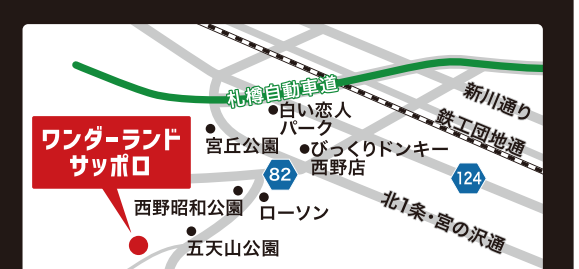 札樽自動車道
新川通り
白い恋人
パーク
鉄工団地通
ワンダーランド
サッポロ
宮丘公園
びっくりドンキー
西野店
82
124
西野昭和公園
ローソン
北1条・宮の沢通
五天山公園